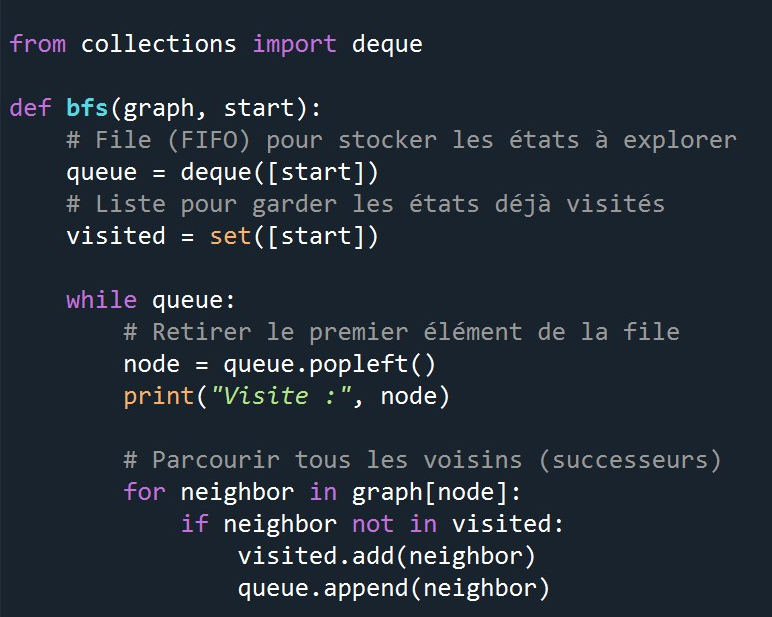 from collections import deque
def bfs(graph, start):
    # File (FIFO) pour stocker les états à explorer
    queue = deque([start])
    # Liste pour garder les états déjà visités
    visited = set([start])
    while queue:
        # Retirer le premier élément de la file
        node = queue.popleft()
        print("Visite :", node)
        # Parcourir tous les voisins (successeurs)
        for neighbor in graph[node]:
            if neighbor not in visited:
                visited.add(neighbor)
                queue.append(neighbor)